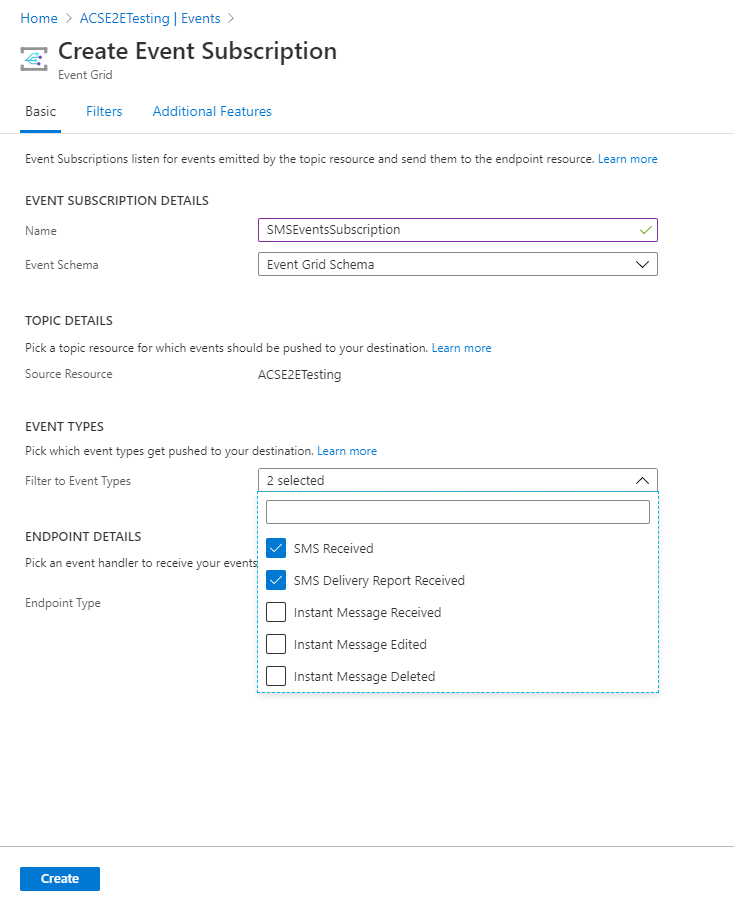 Home > ACSE2ETesting | Events >
Create Event Subscription
Event Grid
Basic Filters Additional Features
Event Subscriptions listen for events emitted by the topic resource and send them to the endpoint resource. Learn more
EVENT SUBSCRIPTION DETAILS
Name SMSEventsSubscription
Event Schema Event Grid Schema
TOPIC DETAILS
Pick a topic resource for which events should be pushed to your destination. Learn more
Source Resource ACSE2ETesting
EVENT TYPES
Pick which event types get pushed to your destination. Learn more
Filter to Event Types 2 selected
ENDPOINT DETAILS
Pick an event handler to receive your events
Endpoint Type
SMS Received
SMS Delivery Report Received
Instant Message Received
Instant Message Edited
Instant Message Deleted
Create